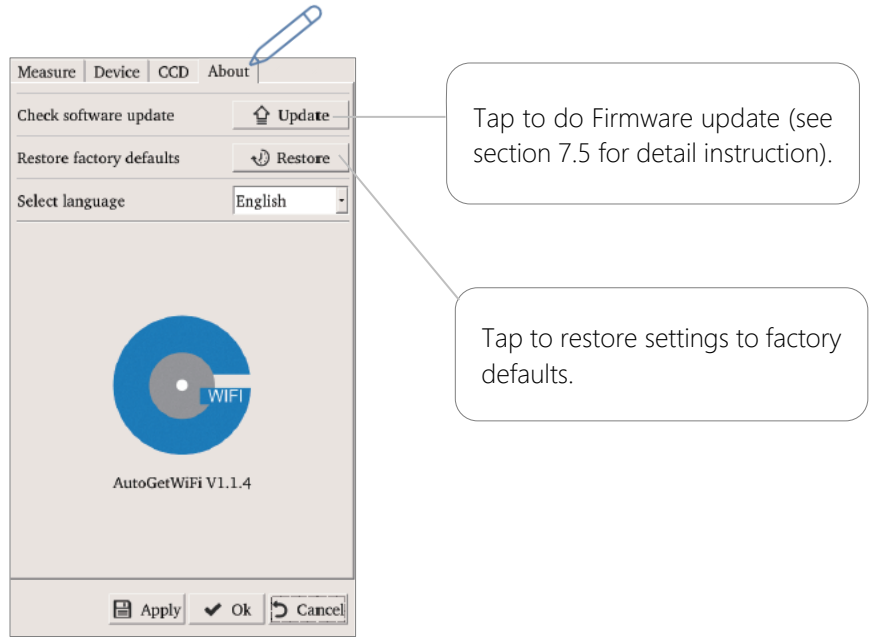 Measure Device CCD About
Check software update Update
Tap to do Firmware update (see
section 7.5 for detail instruction).
Restore factory defaults Restore
Select language English
Tap to restore settings to factory
defaults.
WIFI
AutoGetWiFi V1.1.4
Apply Ok Cancel